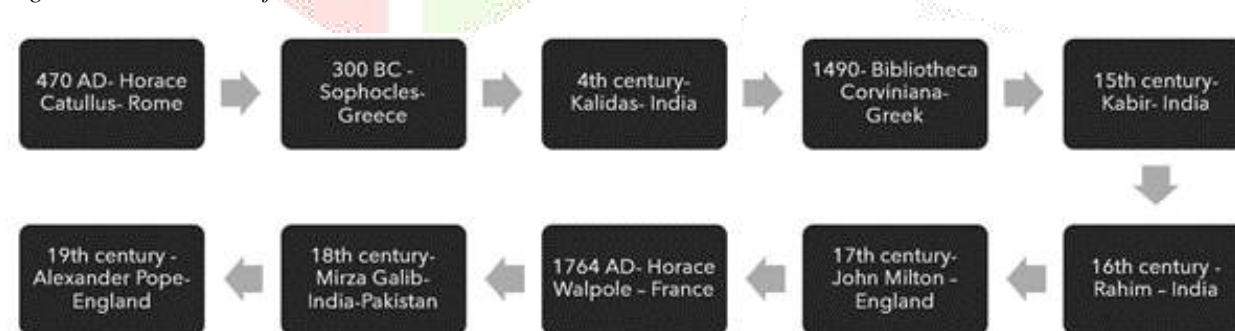 470 AD- Horace
Catullus- Rome
300 BC -
Sophocles-
Greece
4th century-
Kalidas- India
1490- Bibliotheca
Corviniana-
Greek
15th century-
Kabir- India
16th century -
Rahim - India
17th century-
John Milton -
England
1764 AD- Horace
Walpole - France
18th century-
Mirza Galib-
India-Pakistan
19th century -
Alexander Pope-
England